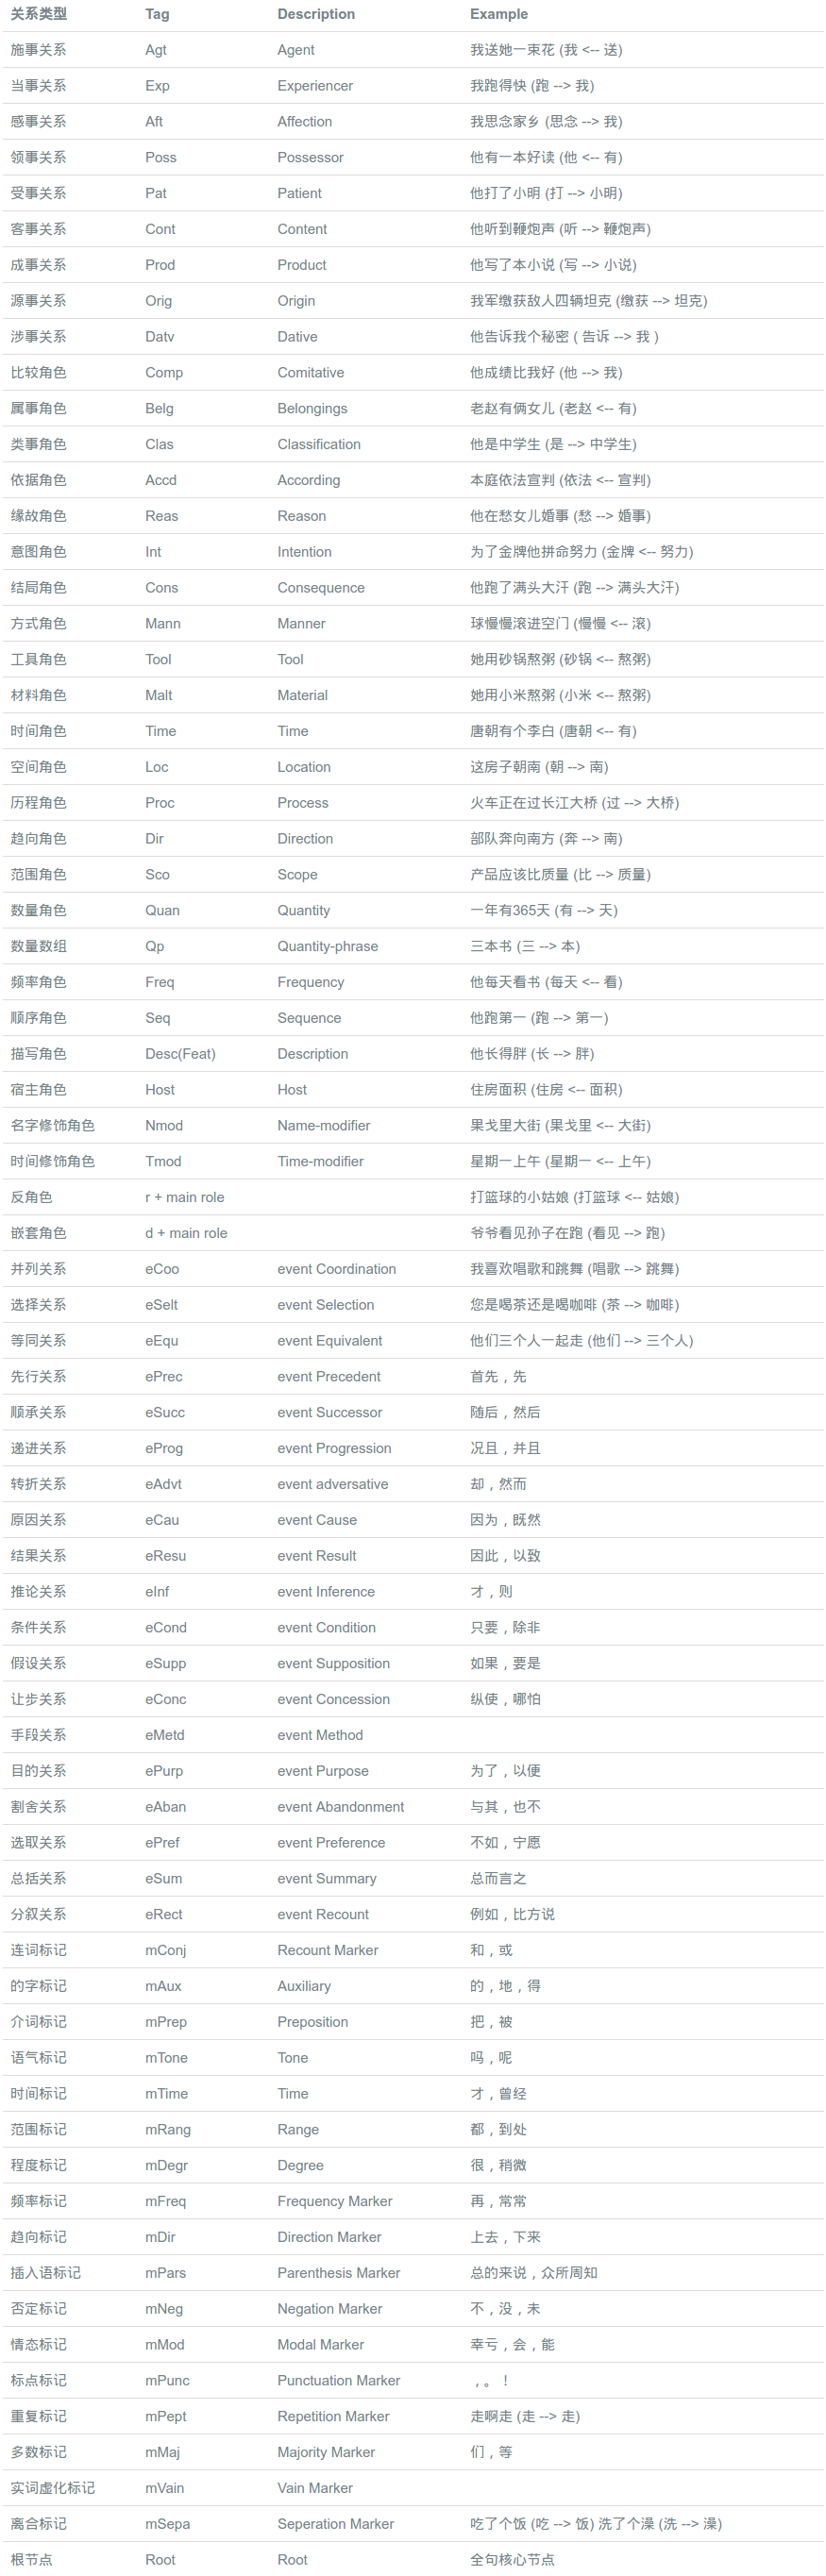 关系类型 Tag Description Example
施事关系 Agt Agent 我送她一束花 (我 <-- 送)
当事关系 Exp Experiencer 我跑得快 (跑 --> 我)
感事关系 Aft Affection 我思念家乡 (思念 --> 我)
领事关系 Poss Possessor 他有一本好读 (他 <-- 有)
受事关系 Pat Patient 他打了小明 (打 --> 小明)
客事关系 Cont Content 他听到鞭炮声 (听 --> 鞭炮声)
成事关系 Prod Product 他写了本小说 (写 --> 小说)
源事关系 Orig Origin 我军缴获敌人四辆坦克 (缴获 --> 坦克)
涉事关系 Datv Dative 他告诉我个秘密 ( 告诉 --> 我 )
比较角色 Comp Comitative 他成绩比我好 (他 --> 我)
属事角色 Belg Belongings 老赵有俩女儿 (老赵 <-- 有)
类事角色 Clas Classification 他是中学生 (是 --> 中学生)
依据角色 Accd According 本庭依法宣判 (依法 <-- 宣判)
缘故角色 Reas Reason 他在愁女儿婚事 (愁 --> 婚事)
意图角色 Int Intention 为了金牌他拼命努力 (金牌 <-- 努力)
结局角色 Cons Consequence 他跑了满头大汗 (跑 --> 满头大汗)
方式角色 Mann Manner 球慢慢滚进空门 (慢慢 <-- 滚)
工具角色 Tool Tool 她用砂锅熬粥 (砂锅 <-- 熬粥)
材料角色 Malt Material 她用小米熬粥 (小米 <-- 熬粥)
时间角色 Time Time 唐朝有个李白 (唐朝 <-- 有)
空间角色 Loc Location 这房子朝南 (朝 --> 南)
历程角色 Proc Process 火车正在过长江大桥 (过 --> 大桥)
趋向角色 Dir Direction 部队奔向南方 (奔 --> 南)
范围角色 Sco Scope 产品应该比质量 (比 --> 质量)
数量角色 Quan Quantity 一年有365天 (有 --> 天)
数量数组 Qp Quantity-phrase 三本书 (三 --> 本)
频率角色 Freq Frequency 他每天看书 (每天 <-- 看)
顺序角色 Seq Sequence 他跑第一 (跑 --> 第一)
描写角色 Desc(Feat) Description 他长得胖 (长 --> 胖)
宿主角色 Host Host 住房面积 (住房 <-- 面积)
名字修饰角色 Nmod Name-modifier 果戈里大街 (果戈里 <-- 大街)
时间修饰角色 Tmod Time-modifier 星期一上午 (星期一 <-- 上午)
反角色 r + main role 打篮球的小姑娘 (打篮球 <-- 姑娘)
嵌套角色 d + main role 爷爷看见孙子在跑 (看见 --> 跑)
并列关系 eCoo event Coordination 我喜欢唱歌和跳舞 (唱歌 --> 跳舞)
选择关系 eSelt event Selection 您是喝茶还是喝咖啡 (茶 --> 咖啡)
等同关系 eEqu event Equivalent 他们三个人一起走 (他们 --> 三个人)
先行关系 ePrec event Precedent 首先，先
顺承关系 eSucc event Successor 随后，然后
递进关系 eProg event Progression 况且，并且
转折关系 eAdvt event adversative 却，然而
原因关系 eCau event Cause 因为，既然
结果关系 eResu event Result 因此，以致
推论关系 eInf event Inference 才，则
条件关系 eCond event Condition 只要，除非
假设关系 eSupp event Supposition 如果，要是
让步关系 eConc event Concession 纵使，哪怕
手段关系 eMetd event Method
目的关系 ePurp event Purpose 为了，以便
割舍关系 eAban event Abandonment 与其，也不
选取关系 ePref event Preference 不如，宁愿
总括关系 eSum event Summary 总而言之
分叙关系 eRect event Recount 例如，比方说
连词标记 mConj Recount Marker 和，或
的字标记 mAux Auxiliary 的，地，得
介词标记 mPrep Preposition 把，被
语气标记 mTone Tone 吗，呢
时间标记 mTime Time 才，曾经
范围标记 mRang Range 都，到处
程度标记 mDegr Degree 很，稍微
频率标记 mFreq Frequency Marker 再，常常
趋向标记 mDir Direction Marker 上去，下来
插入语标记 mPars Parenthesis Marker 总的来说，众所周知
否定标记 mNeg Negation Marker 不，没，未
情态标记 mMod Modal Marker 幸亏，会，能
标点标记 mPunc Punctuation Marker ，。！
重复标记 mPept Repetition Marker 走啊走 (走 --> 走)
多数标记 mMaj Majority Marker 们，等
实词虚化标记 mVain Vain Marker
离合标记 mSepa Seperation Marker 吃了个饭 (吃 --> 饭) 洗了个澡 (洗 --> 澡)
根节点 Root Root 全句核心节点